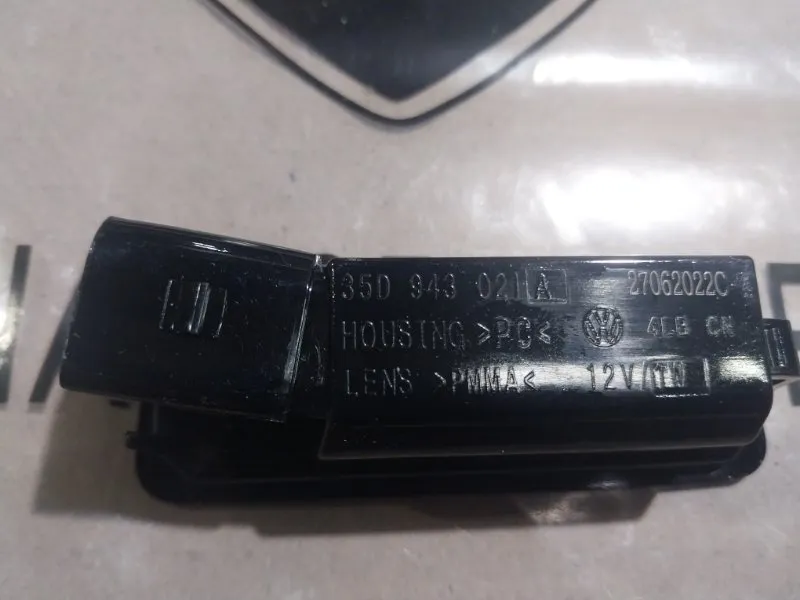 35D 943 021 A 27062022C
HOUSING >PC< 4LB CN
LENS >PMMA< 12V/1W